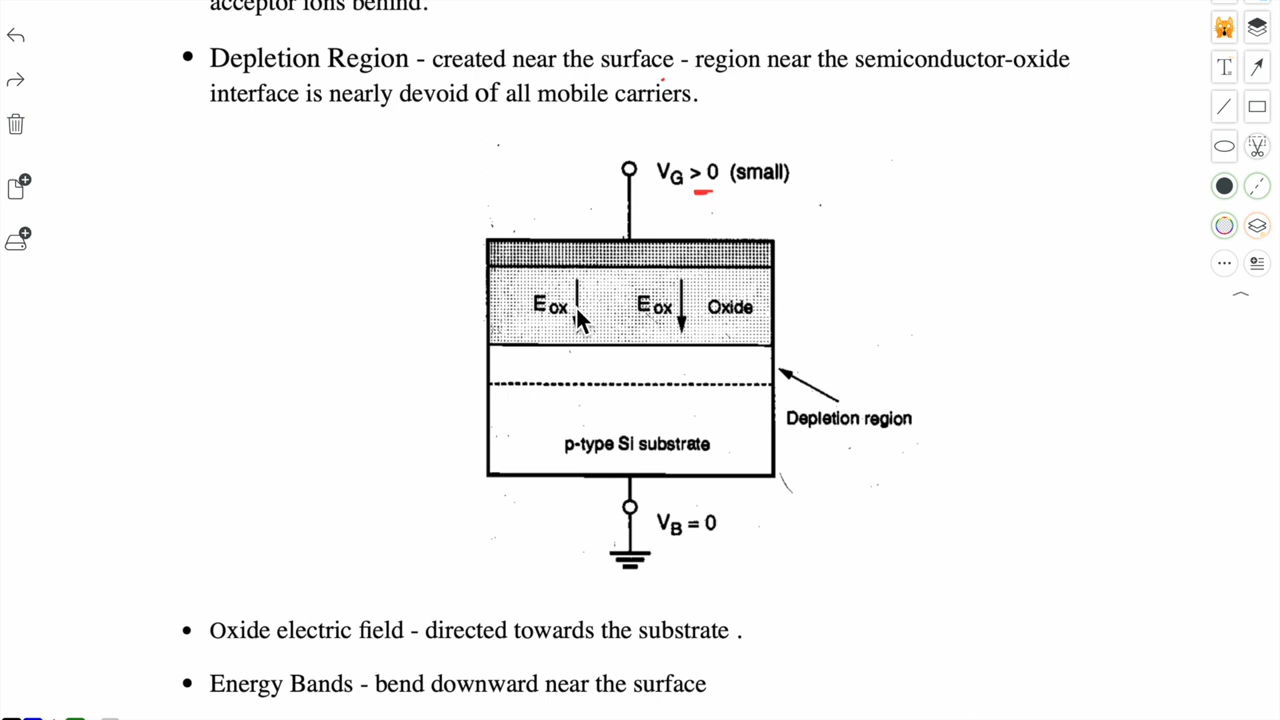 acceptor ions behind.
• Depletion Region - created near the surface - region near the semiconductor-oxide
interface is nearly devoid of all mobile carriers.
VG > 0 (small)
Eox Eox Oxide
Depletion region
p-type Si substrate
VB = 0
• Oxide electric field - directed towards the substrate .
• Energy Bands - bend downward near the surface